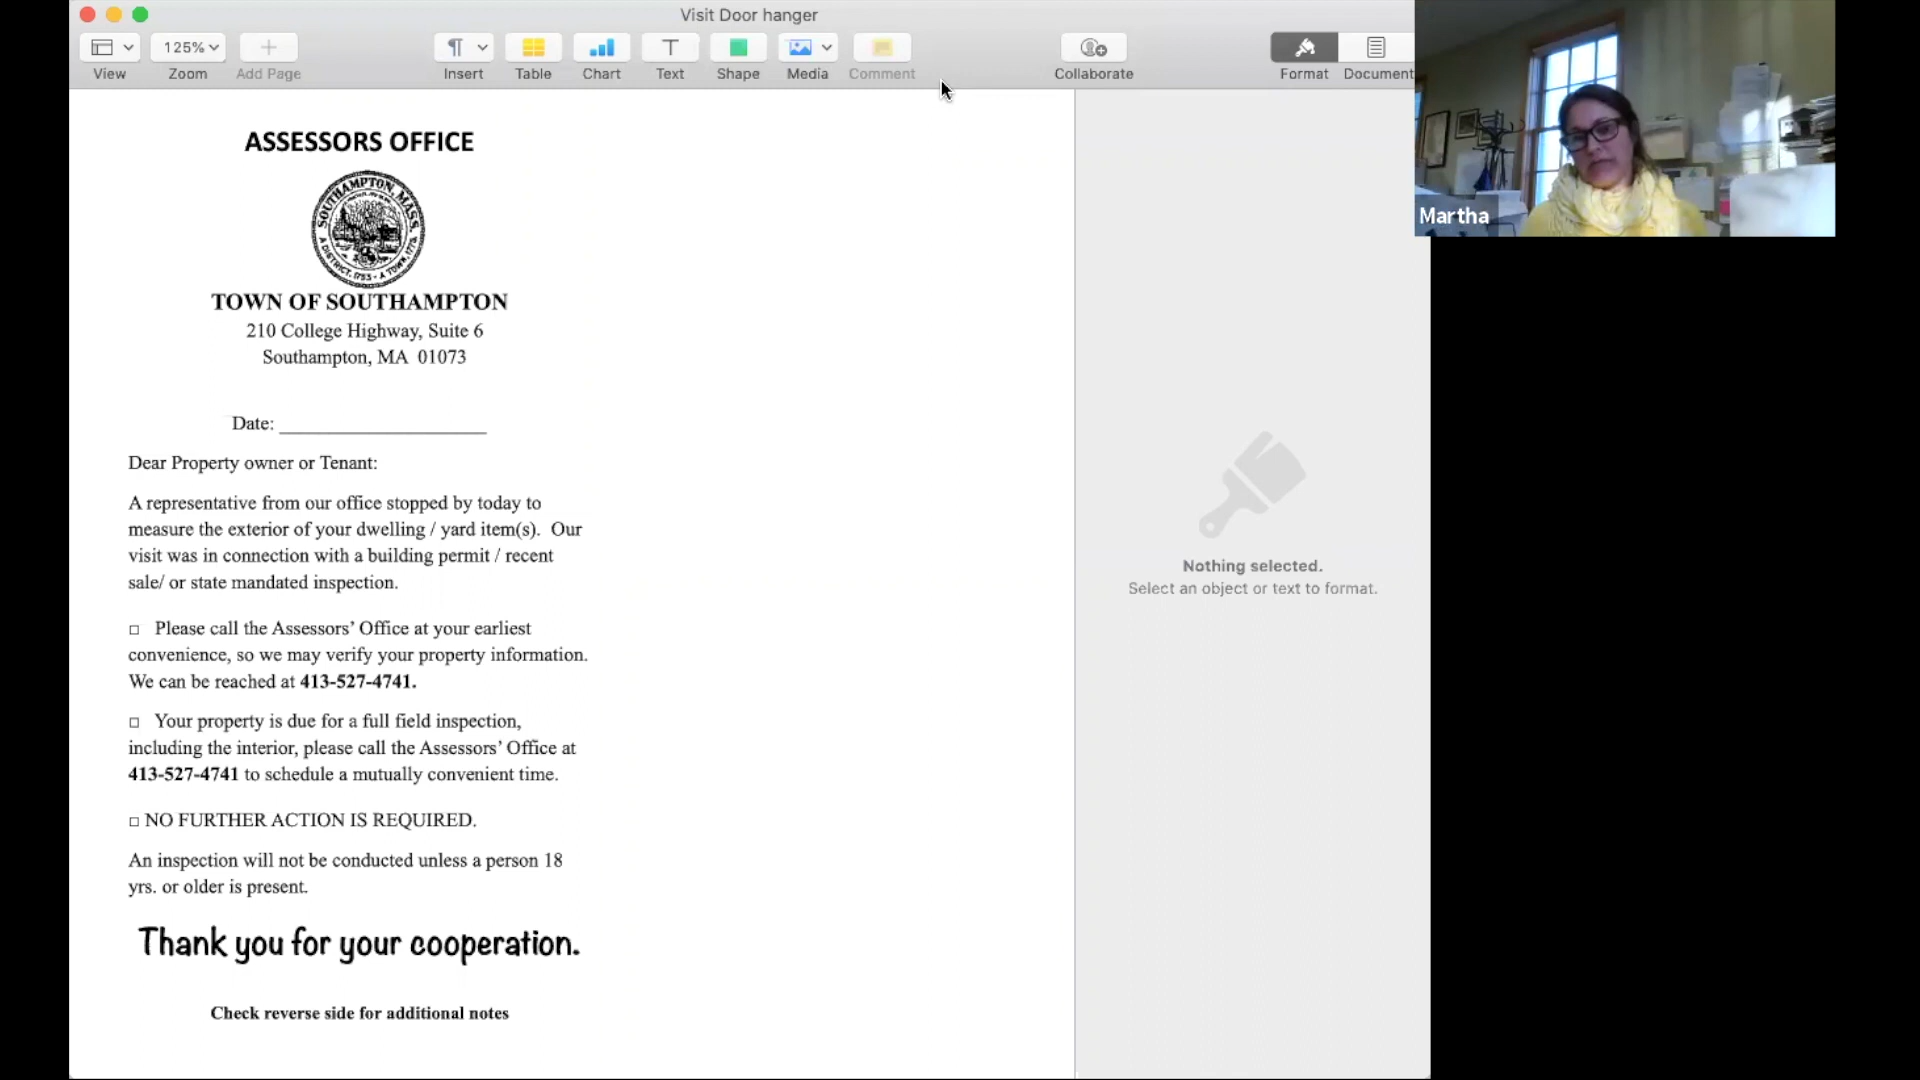 Visit Door hanger
125%
View
Zoom
Add Page
Insert
Table
Chart
Text
Shape
Media
Comment
Collaborate
Format
Document
Martha
ASSESSORS OFFICE
SOUTHAMPTON, MASS.
A DISTRICT, 1753 - A TOWN, 1775
TOWN OF SOUTHAMPTON
210 College Highway, Suite 6
Southampton, MA 01073
Date: _____________________
Dear Property owner or Tenant:
A representative from our office stopped by today to
measure the exterior of your dwelling / yard item(s). Our
visit was in connection with a building permit / recent
sale/ or state mandated inspection.
□ Please call the Assessors’ Office at your earliest
convenience, so we may verify your property information.
We can be reached at 413-527-4741.
□ Your property is due for a full field inspection,
including the interior, please call the Assessors’ Office at
413-527-4741 to schedule a mutually convenient time.
□ NO FURTHER ACTION IS REQUIRED.
An inspection will not be conducted unless a person 18
yrs. or older is present.
Thank you for your cooperation.
Check reverse side for additional notes
Nothing selected.
Select an object or text to format.